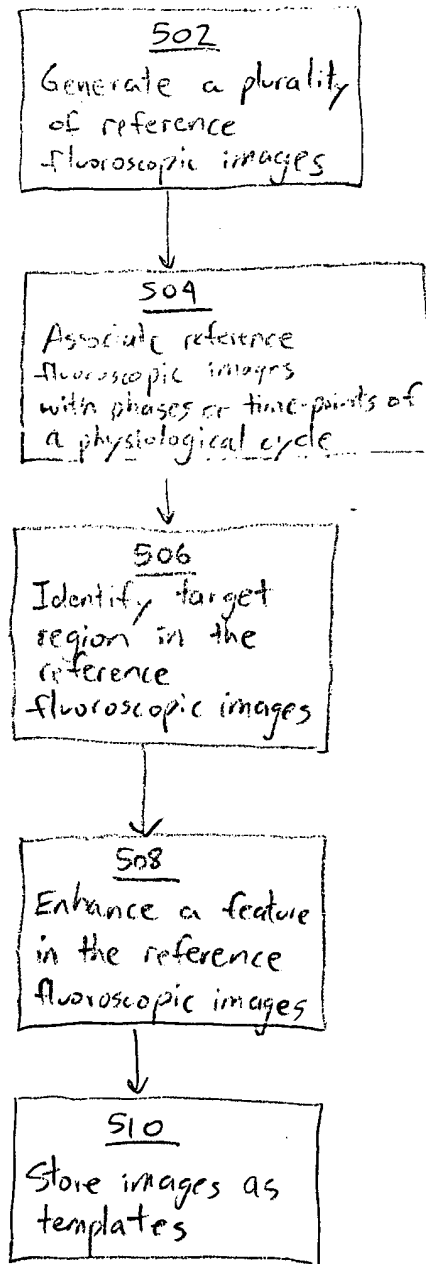 502
Generate a plurality
of reference
fluoroscopic images
504
Associate reference
fluoroscopic images
with phases or time-points of
a physiological cycle
506
Identify target
region in the
reference
fluoroscopic images
508
Enhance a feature
in the reference
fluoroscopic images
510
Store images as
templates